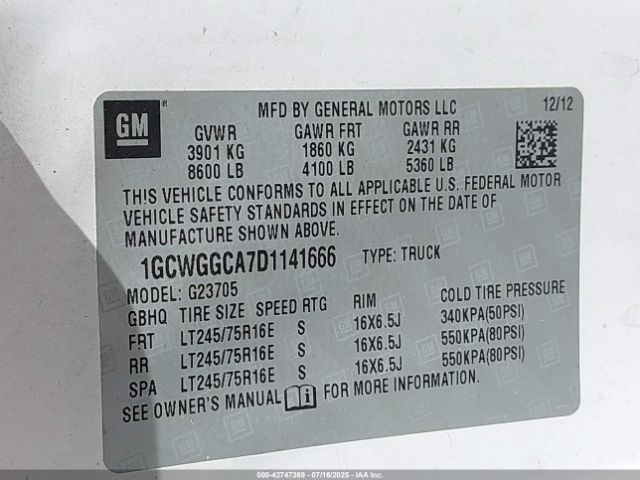 GM ®
MFD BY GENERAL MOTORS LLC 12/12
GVWR GAWR FRT GAWR RR
3901 KG 1860 KG 2431 KG
8600 LB 4100 LB 5360 LB
THIS VEHICLE CONFORMS TO ALL APPLICABLE U.S. FEDERAL MOTOR
VEHICLE SAFETY STANDARDS IN EFFECT ON THE DATE OF
MANUFACTURE SHOWN ABOVE.
1GCWGGCA7D1141666 TYPE: TRUCK
MODEL: G23705
GBHQ TIRE SIZE SPEED RTG RIM COLD TIRE PRESSURE
FRT LT245/75R16E S 16X6.5J 340KPA(50PSI)
RR LT245/75R16E S 16X6.5J 550KPA(80PSI)
SPA LT245/75R16E S 16X6.5J 550KPA(80PSI)
SEE OWNER'S MANUAL FOR MORE INFORMATION.
000-42747369 - 07/16/2025 - IAAI.COM